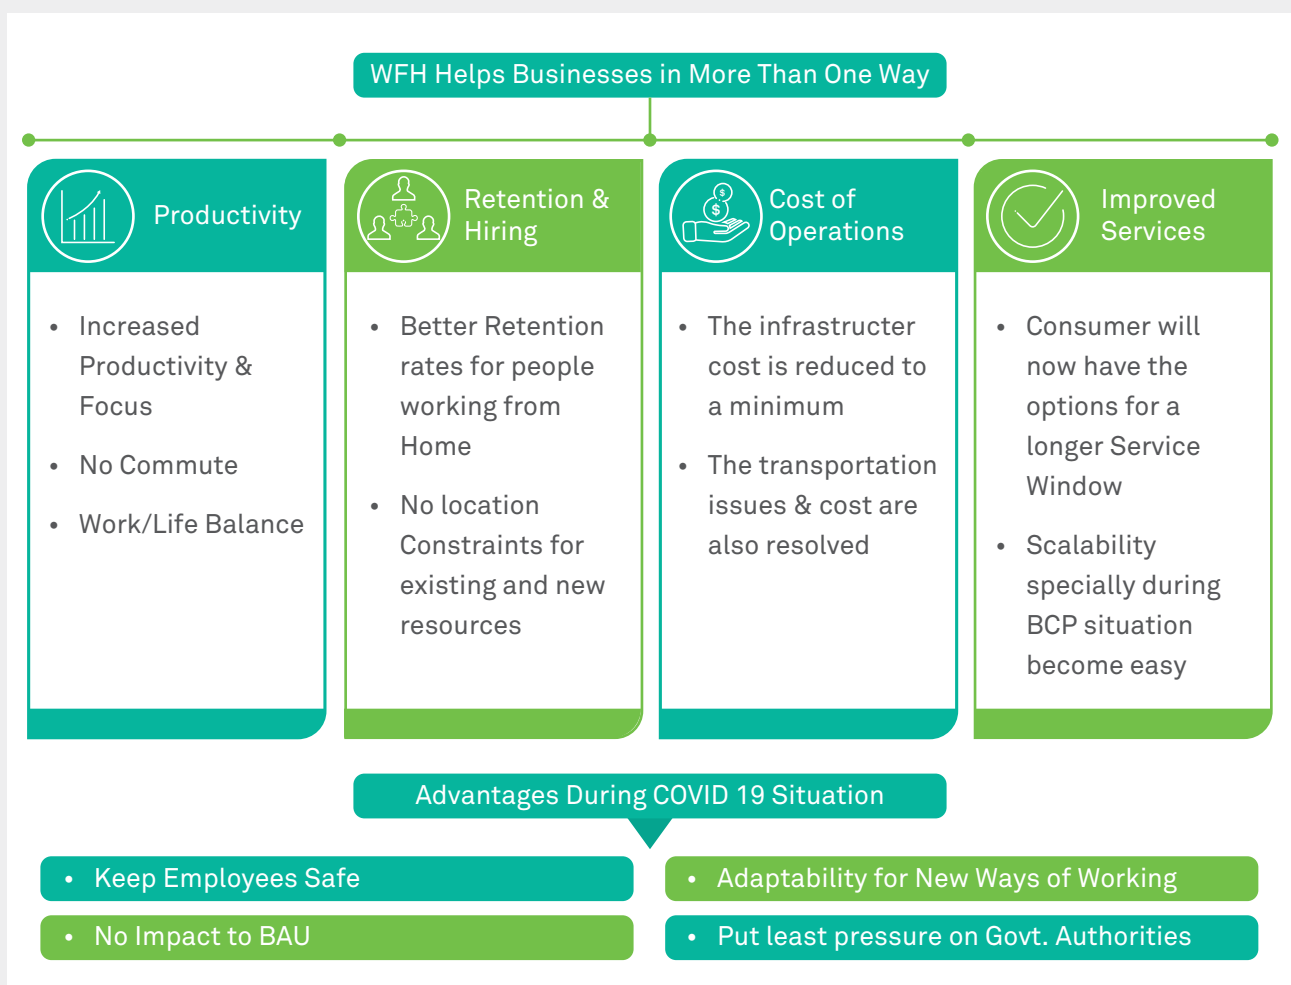 WFH Helps Businesses in More Than One Way
Productivity
• Increased
Productivity &
Focus
• No Commute
• Work/Life Balance
Retention &
Hiring
• Better Retention
rates for people
working from
Home
• No location
Constraints for
existing and new
resources
Cost of
Operations
• The infrastructer
cost is reduced to
a minimum
• The transportation
issues & cost are
also resolved
Improved
Services
• Consumer will
now have the
options for a
longer Service
Window
• Scalability
specially during
BCP situation
become easy
Advantages During COVID 19 Situation
• Keep Employees Safe
• Adaptability for New Ways of Working
• No Impact to BAU
• Put least pressure on Govt. Authorities